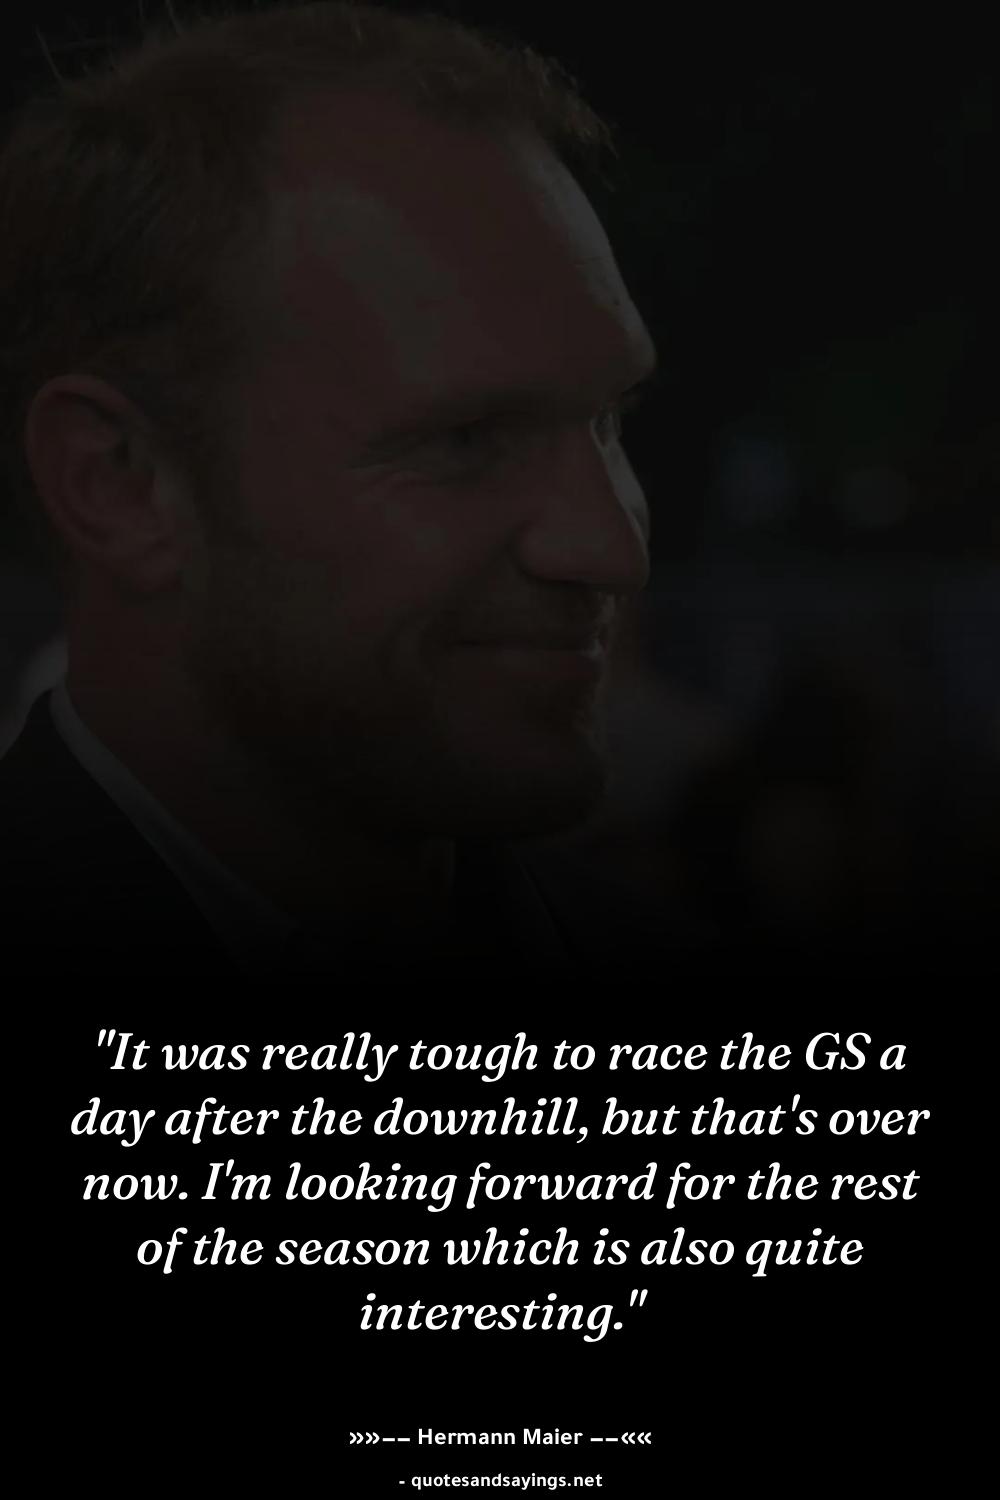 "It was really tough to race the GS a
day after the downhill, but that's over
now. I'm looking forward for the rest
of the season which is also quite
interesting."
»»–– Hermann Maier ––««
- quotesandsayings.net